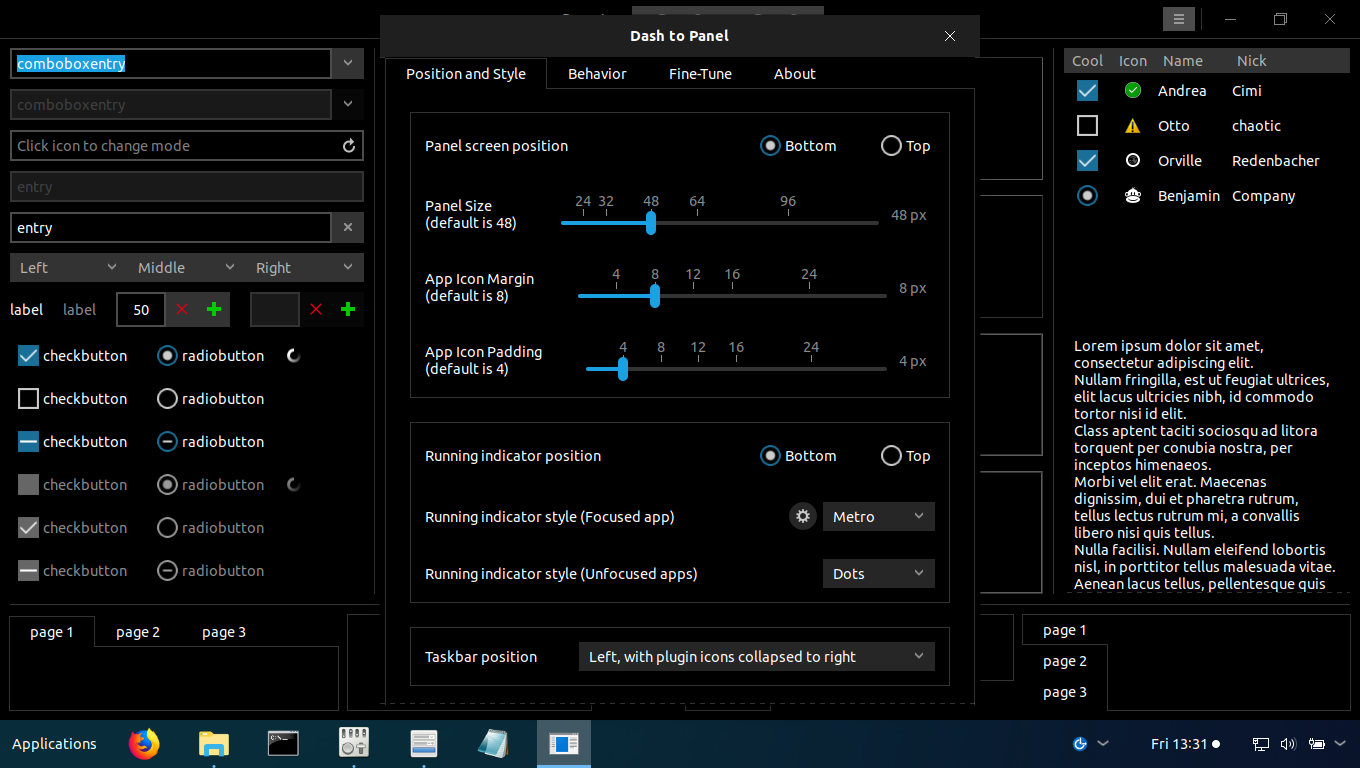 Dash to Panel
Position and Style
Behavior
Fine-Tune
About
Panel screen position
Bottom
Top
Panel Size
(default is 48)
24 32 48 64 96
48 px
App Icon Margin
(default is 8)
4 8 12 16 24
8 px
App Icon Padding
(default is 4)
4 8 12 16 24
4 px
Running indicator position
Bottom
Top
Running indicator style (Focused app)
Metro
Running indicator style (Unfocused apps)
Dots
Taskbar position
Left, with plugin icons collapsed to right
comboboxentry
comboboxentry
Click icon to change mode
entry
entry
Left
Middle
Right
label
label
50
checkbutton
radiobutton
checkbutton
radiobutton
checkbutton
radiobutton
checkbutton
radiobutton
checkbutton
radiobutton
checkbutton
radiobutton
page 1
page 2
page 3
Cool Icon Name Nick
Andrea Cimi
Otto chaotic
Orville Redenbacher
Benjamin Company
Lorem ipsum dolor sit amet,
consectetur adipiscing elit.
Nullam fringilla, est ut feugiat ultrices,
elit lacus ultricies nibh, id commodo
tortor nisi id elit.
Class aptent taciti sociosqu ad litora
torquent per conubia nostra, per
inceptos himenaeos.
Morbi vel elit erat. Maecenas
dignissim, dui et pharetra rutrum,
tellus lectus rutrum mi, a convallis
libero nisi quis tellus.
Nulla facilisi. Nullam eleifend lobortis
nisl, in porttitor tellus malesuada vitae.
Aenean lacus tellus, pellentesque quis
page 1
page 2
page 3
Applications
Fri 13:31